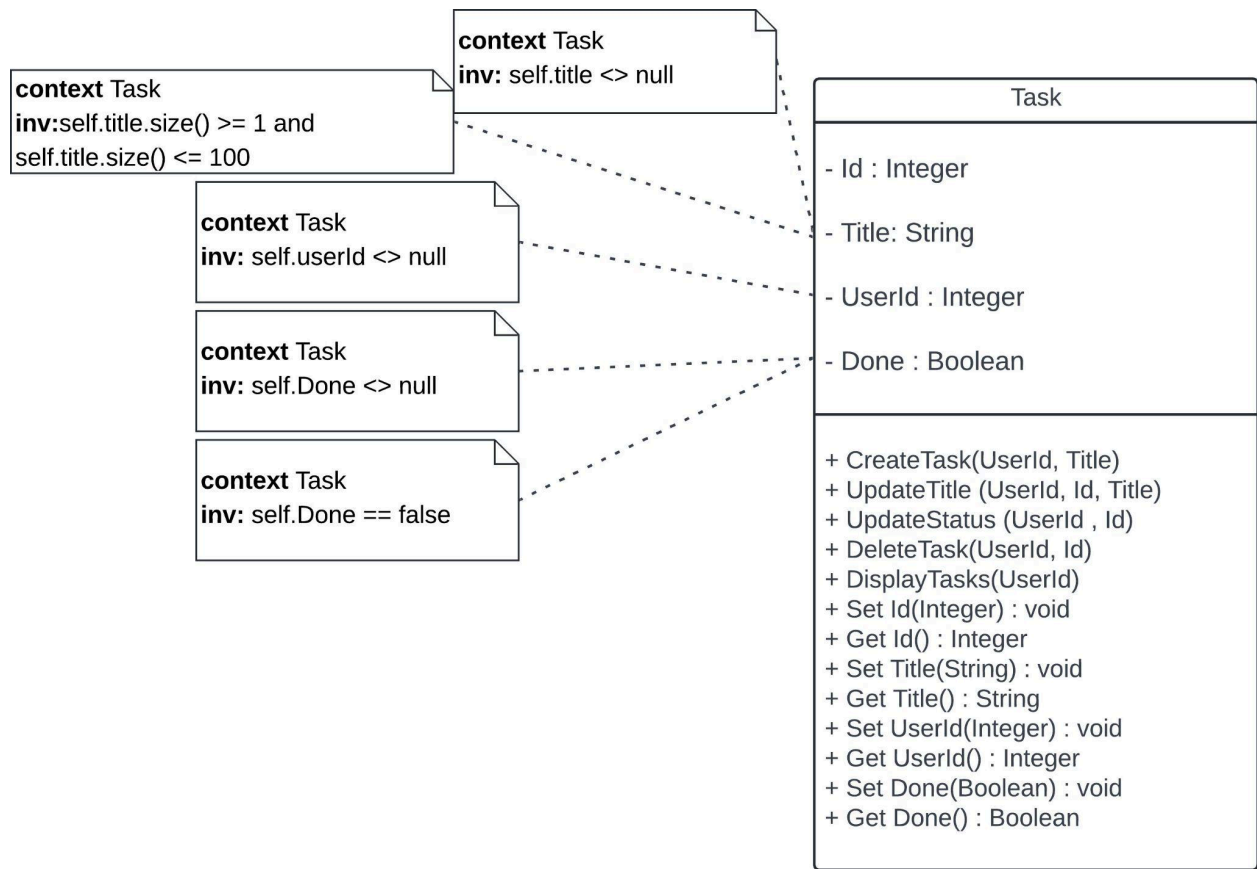 context Task
inv: self.title <> null
context Task
inv:self.title.size() >= 1 and
self.title.size() <= 100
context Task
inv: self.userId <> null
context Task
inv: self.Done <> null
context Task
inv: self.Done == false
Task
- Id : Integer
- Title: String
- UserId : Integer
- Done : Boolean
+ CreateTask(UserId, Title)
+ UpdateTitle (UserId, Id, Title)
+ UpdateStatus (UserId , Id)
+ DeleteTask(UserId, Id)
+ DisplayTasks(UserId)
+ Set Id(Integer) : void
+ Get Id() : Integer
+ Set Title(String) : void
+ Get Title() : String
+ Set UserId(Integer) : void
+ Get UserId() : Integer
+ Set Done(Boolean) : void
+ Get Done() : Boolean